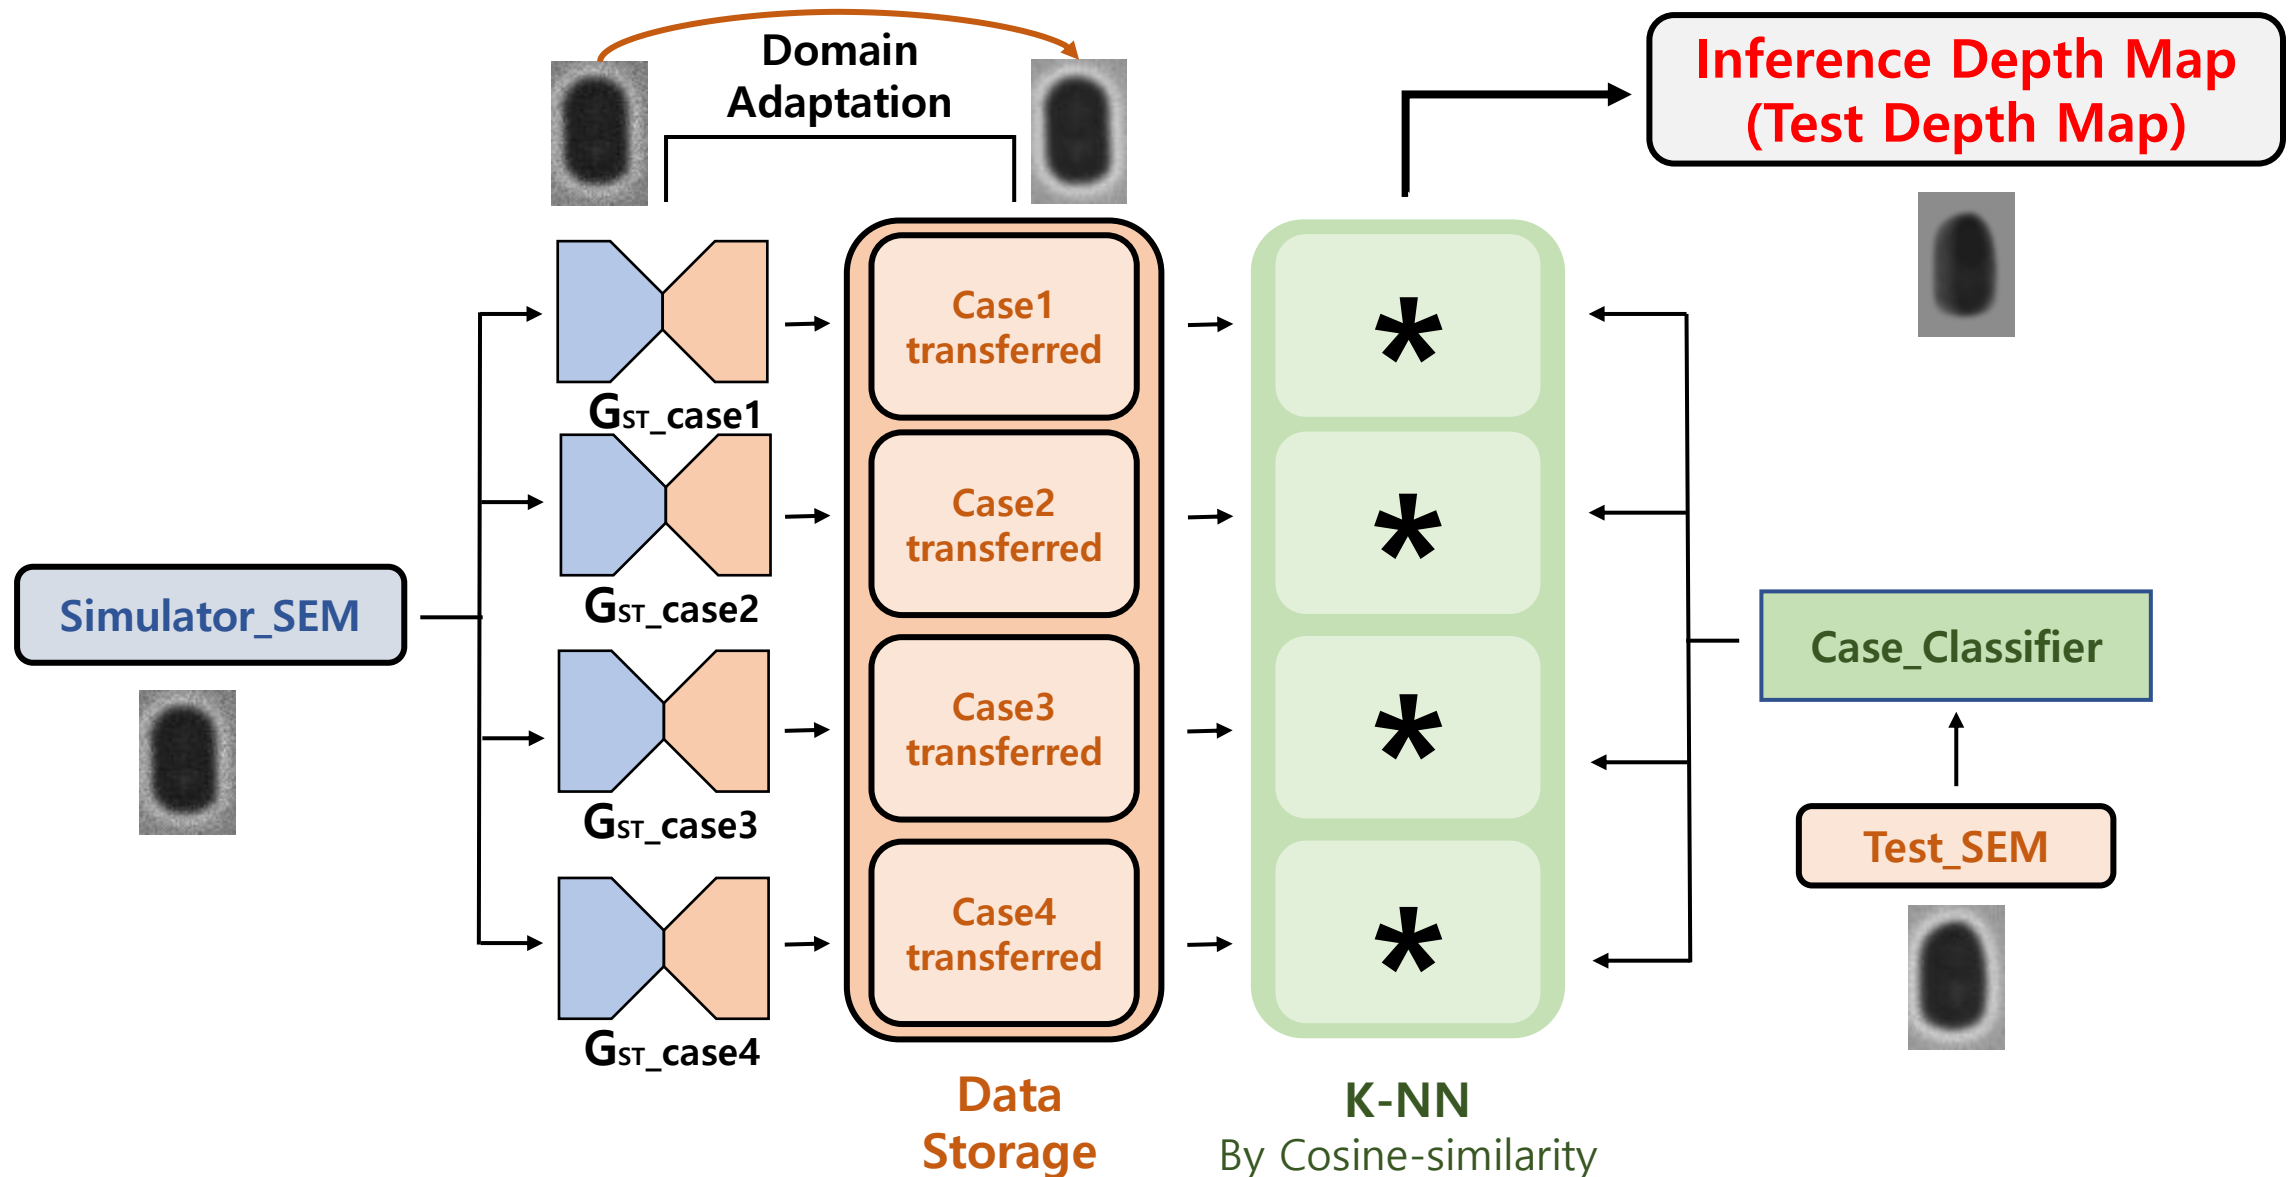 Domain
Adaptation
Inference Depth Map
(Test Depth Map)
Case1
transferred
*
GST_case1
Case2
transferred
*
GST_case2
Simulator_SEM
Case_Classifier
Case3
transferred
*
GST_case3
Test_SEM
Case4
transferred
*
GST_case4
Data
Storage
K-NN
By Cosine-similarity